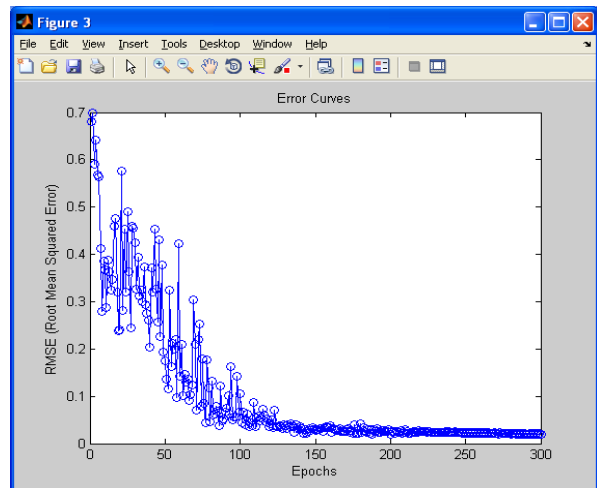 Figure 3
File Edit View Insert Tools Desktop Window Help
Error Curves
0.7
0.6
0.5
0.4
0.3
0.2
0.1
0
RMSE (Root Mean Squared Error)
0 50 100 150 200 250 300
Epochs